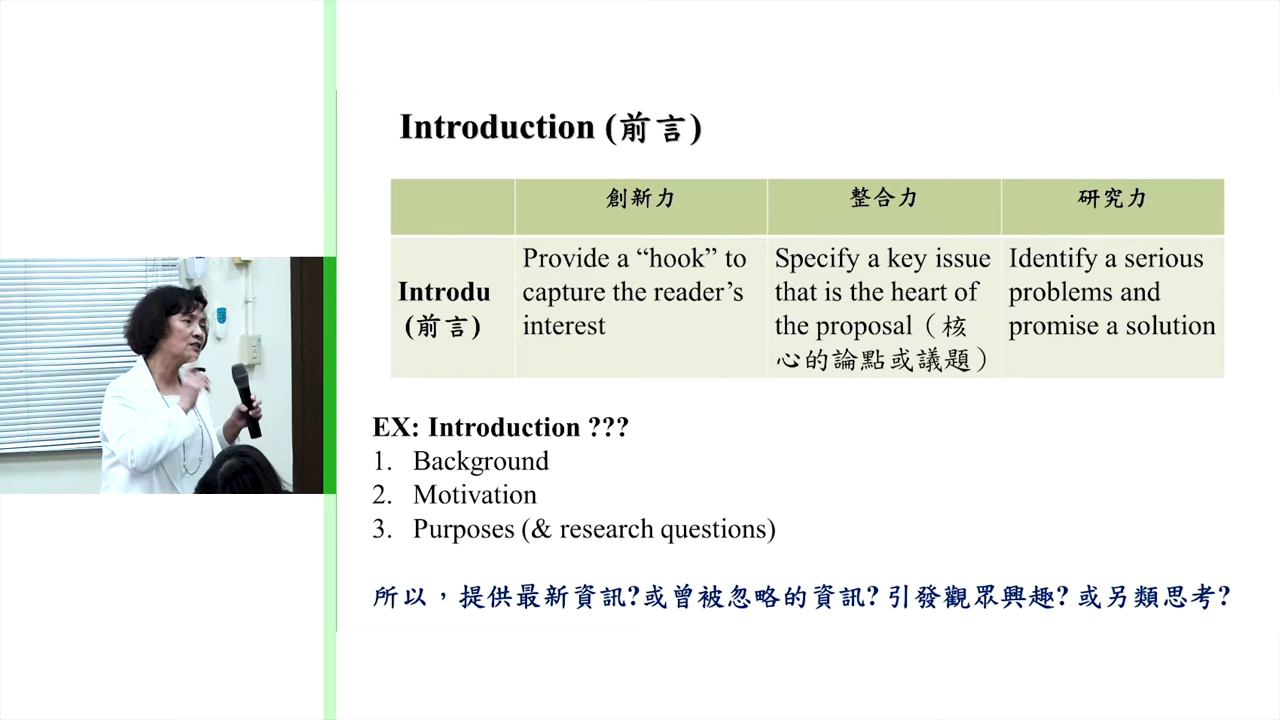 Introduction (前言)
創新力
整合力
研究力
Introdu
(前言)
Provide a “hook” to
capture the reader’s
interest
Specify a key issue
that is the heart of
the proposal（核
心的論點或議題）
Identify a serious
problems and
promise a solution
EX: Introduction ???
1. Background
2. Motivation
3. Purposes (& research questions)
所以，提供最新資訊?或曾被忽略的資訊? 引發觀眾興趣? 或另類思考?